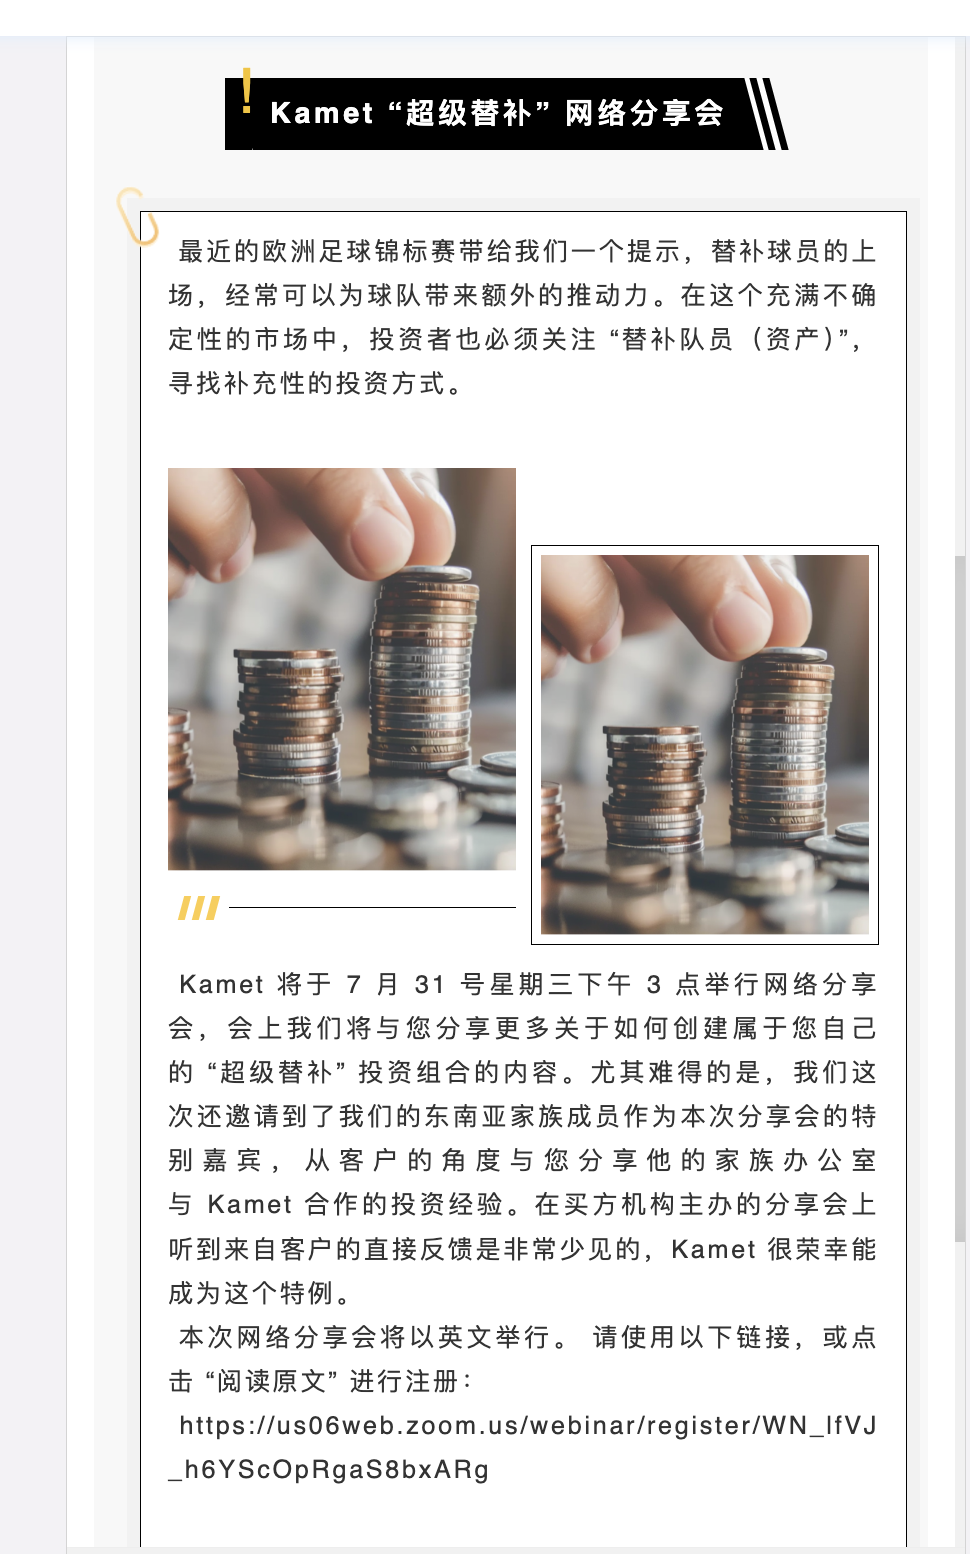 Kamet “超级替补” 网络分享会
最近的欧洲足球锦标赛带给我们一个提示，替补球员的上
场，经常可以为球队带来额外的推动力。在这个充满不确
定性的市场中，投资者也必须关注 “替补队员（资产）”，
寻找补充性的投资方式。
Kamet 将于 7 月 31 号星期三下午 3 点举行网络分享
会，会上我们将与您分享更多关于如何创建属于您自己
的 “超级替补” 投资组合的内容。尤其难得的是，我们这
次还邀请到了我们的东南亚家族成员作为本次分享会的特
别嘉宾，从客户的角度与您分享他的家族办公室
与 Kamet 合作的投资经验。在买方机构主办的分享会上
听到来自客户的直接反馈是非常少见的，Kamet 很荣幸能
成为这个特例。
本次网络分享会将以英文举行。 请使用以下链接，或点
击 “阅读原文” 进行注册：
https://us06web.zoom.us/webinar/register/WN_lfVJ
_h6YScOpRgaS8bxARg